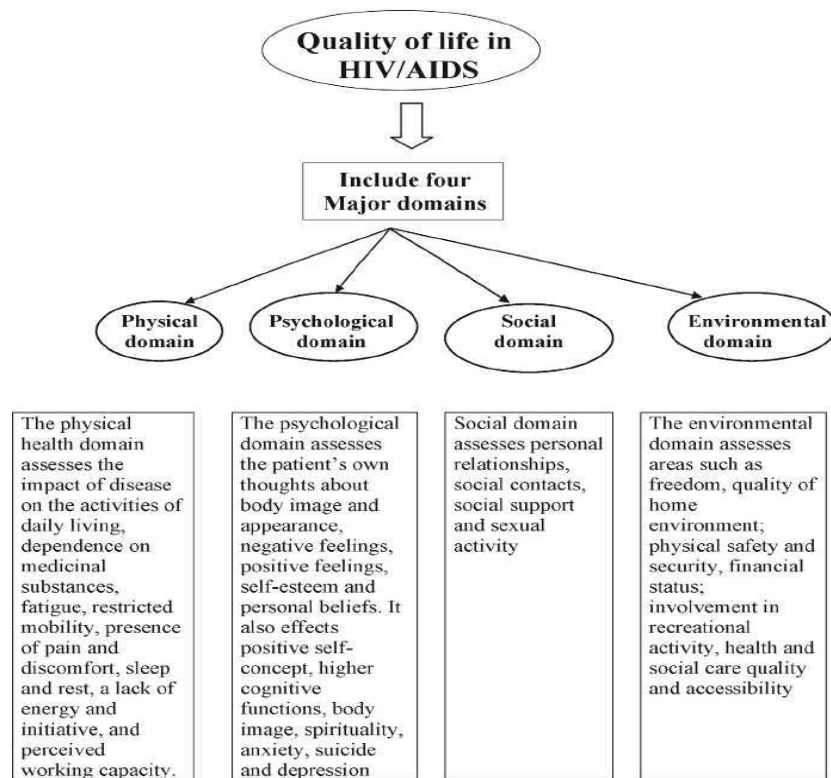 Quality of life in
HIV/AIDS
Include four
Major domains
Physical
domain
Psychological
domain
Social
domain
Environmental
domain
The physical
health domain
assesses the
impact of disease
on the activities of
daily living,
dependence on
medicinal
substances,
fatigue, restricted
mobility, presence
of pain and
discomfort, sleep
and rest, a lack of
energy and
initiative, and
perceived
working capacity.
The psychological
domain assesses
the patient's own
thoughts about
body image and
appearance,
negative feelings,
positive feelings,
self-esteem and
personal beliefs. It
also effects
positive self-
concept, higher
cognitive
functions, body
image, spirituality,
anxiety, suicide
and depression
Social domain
assesses personal
relationships,
social contacts,
social support
and sexual
activity
The environmental
domain assesses
areas such as
freedom, quality of
home
environment;
physical safety and
security, financial
status;
involvement in
recreational
activity, health and
social care quality
and accessibility